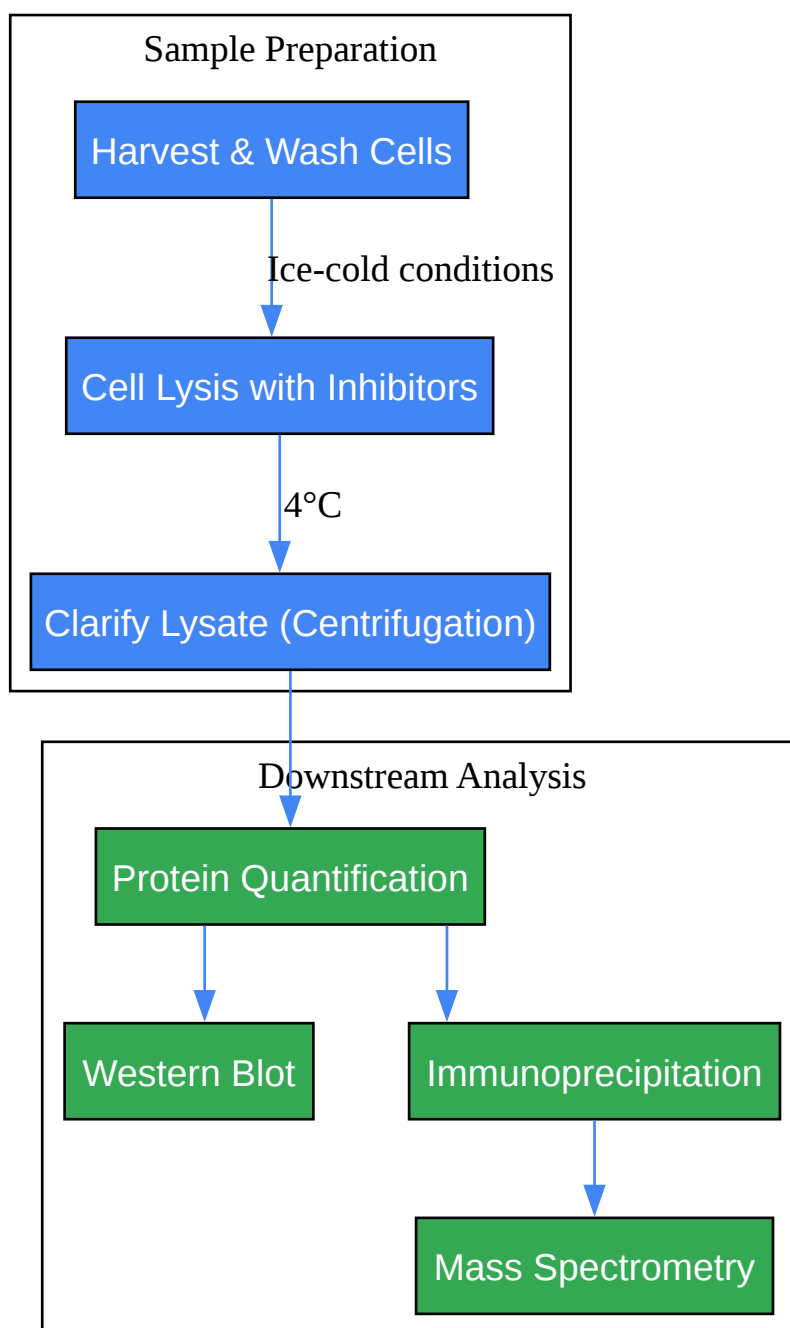 Sample Preparation
Harvest & Wash Cells
Ice-cold conditions
Cell Lysis with Inhibitors
4°C
Clarify Lysate (Centrifugation)
Downstream Analysis
Protein Quantification
Western Blot
Immunoprecipitation
Mass Spectrometry